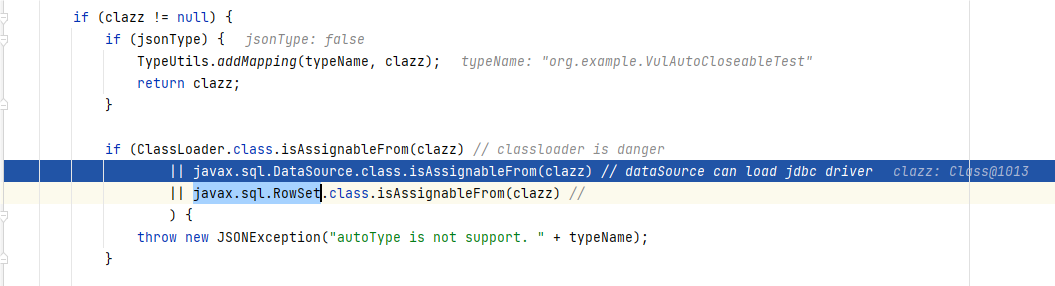 if (clazz != null) {
if (jsonType) { jsonType: false
TypeUtils.addMapping(typeName, clazz); typeName: "org.example.VulAutoCloseableTest"
return clazz;
}
if (ClassLoader.class.isAssignableFrom(clazz) // classloader is danger
|| javax.sql.DataSource.class.isAssignableFrom(clazz) // dataSource can load jdbc driver clazz: Class@1013
|| javax.sql.RowSet.class.isAssignableFrom(clazz) //
) {
throw new JSONException("autoType is not support. " + typeName);
}